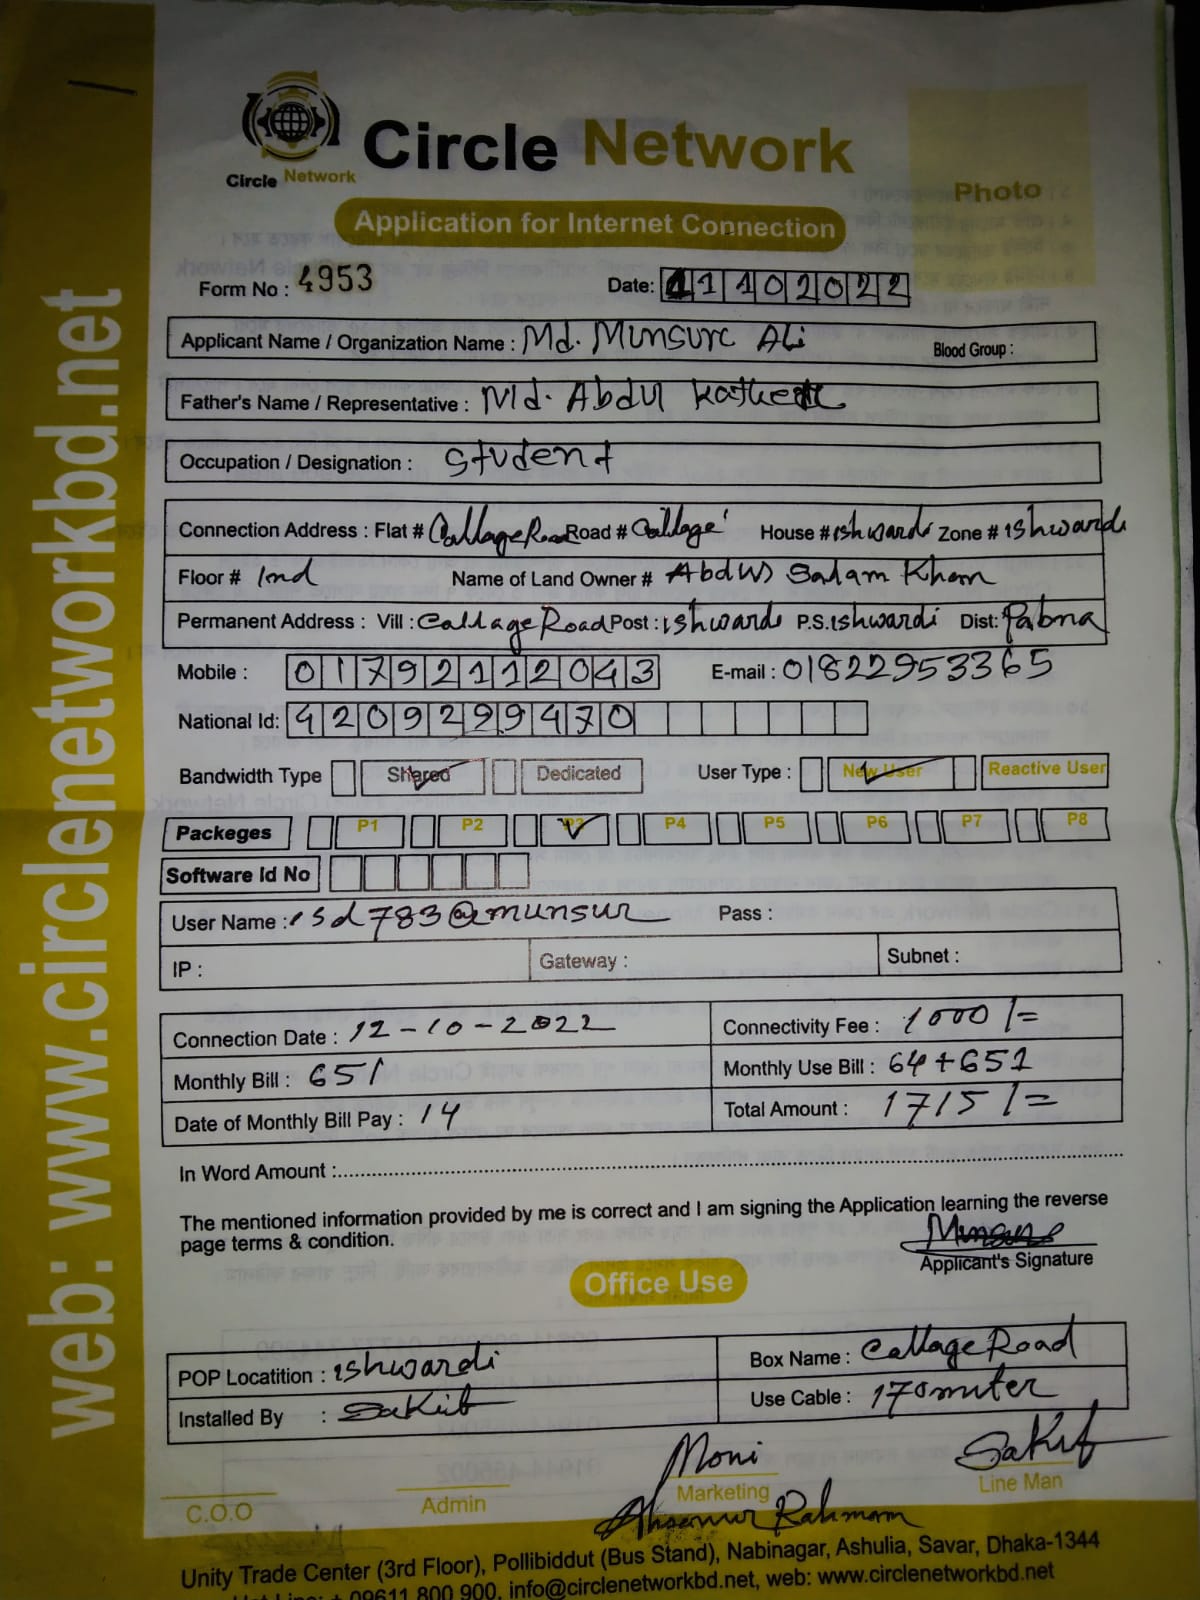 Circle Network
Circle Network
Photo
Application for Internet Connection
Form No : 4953
Date: 11102022
Applicant Name / Organization Name : Md. Munsure Ali Blood Group :
Father's Name / Representative : Md. Abdul
Occupation / Designation : Student
Connection Address : Flat # Callage Road Road # Callage House # ishwardi Zone # ishwardi
Floor # 2nd Name of Land Owner # Abdus Salam Khan
Permanent Address : Vill : Callage Road Post : ishwardi P.S. ishwardi Dist: Pabna
Mobile : 01792112043 E-mail : 01822953365
National Id: 4209299470
Bandwidth Type Shared Dedicated User Type : New User Reactive User
Packeges P1 P2 P3 P4 P5 P6 P7 P8
Software Id No
User Name : isd783@munsur Pass :
IP : Gateway : Subnet :
Connection Date : 12-10-2022 Connectivity Fee : 1000/=
Monthly Bill : 651 Monthly Use Bill : 64+651
Date of Monthly Bill Pay : 14 Total Amount : 1715/=
In Word Amount :
The mentioned information provided by me is correct and I am signing the Application learning the reverse
page terms & condition.
Munsure
Applicant's Signature
Office Use
POP Locatition : ishwardi Box Name : Callage Road
Installed By : Sakib Use Cable : 170 miter
Moni Sakib
C.O.O Admin Marketing Line Man
Ahsanur Rahman
Unity Trade Center (3rd Floor), Pollibiddut (Bus Stand), Nabinagar, Ashulia, Savar, Dhaka-1344
Hot Line: + 09611 800 900, info@circlenetworkbd.net, web: www.circlenetworkbd.net
web: www.circlenetworkbd.net